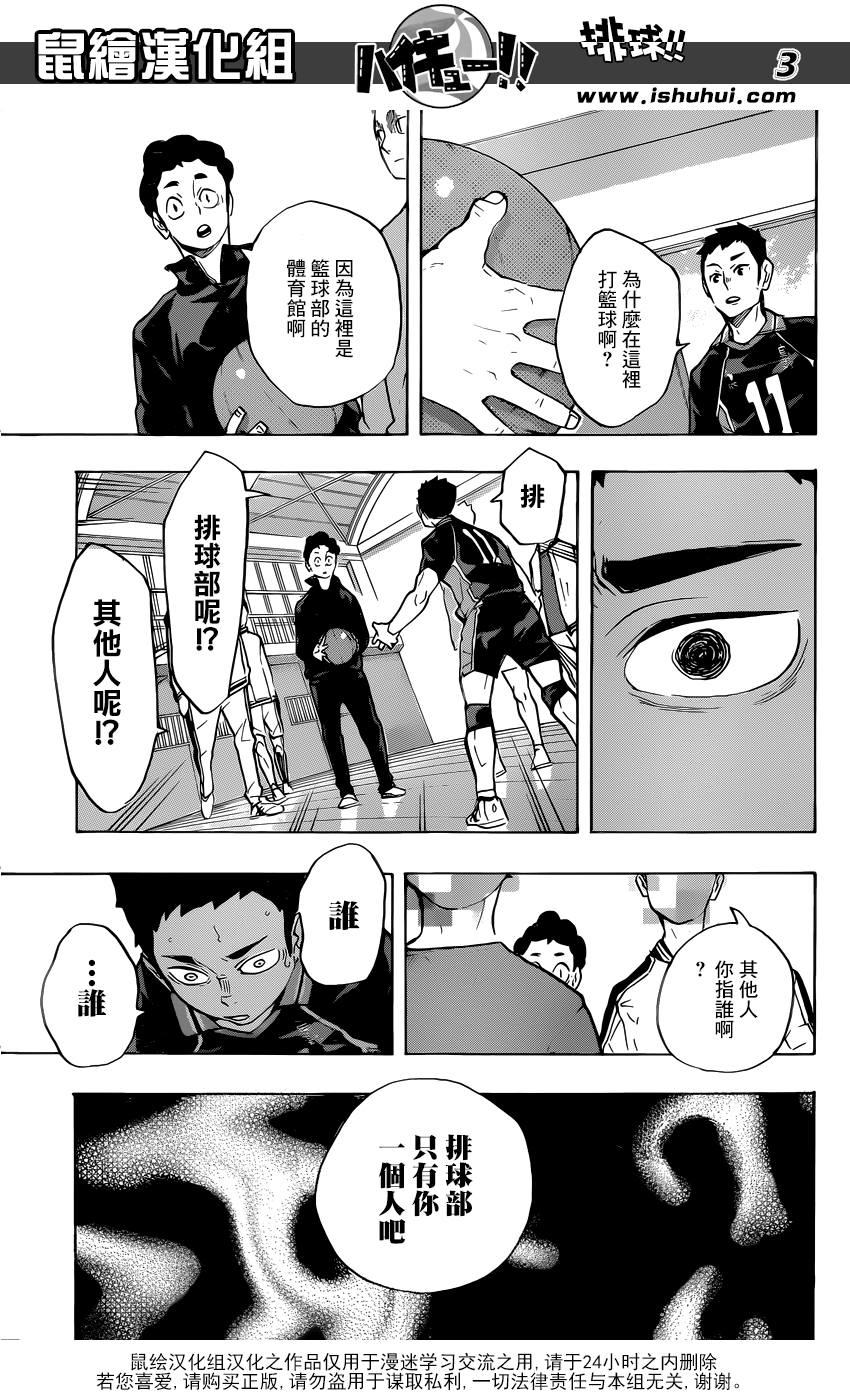 鼠繪漢化組
ハイキュー!!
排球!!
3
www.ishuhui.com
為什麼在這裡
打籃球啊?
11
因為這裡是
籃球部的
體育館啊
排
11
排球部呢!?
其他人呢!?
其他人
你指誰啊
?
誰
…誰
排球部
只有你
一個人吧
鼠绘汉化组汉化之作品仅用于漫迷学习交流之用,请于24小时之内删除
若您喜爱,请购买正版,请勿盗用于谋取私利,一切法律责任与本组无关,谢谢。